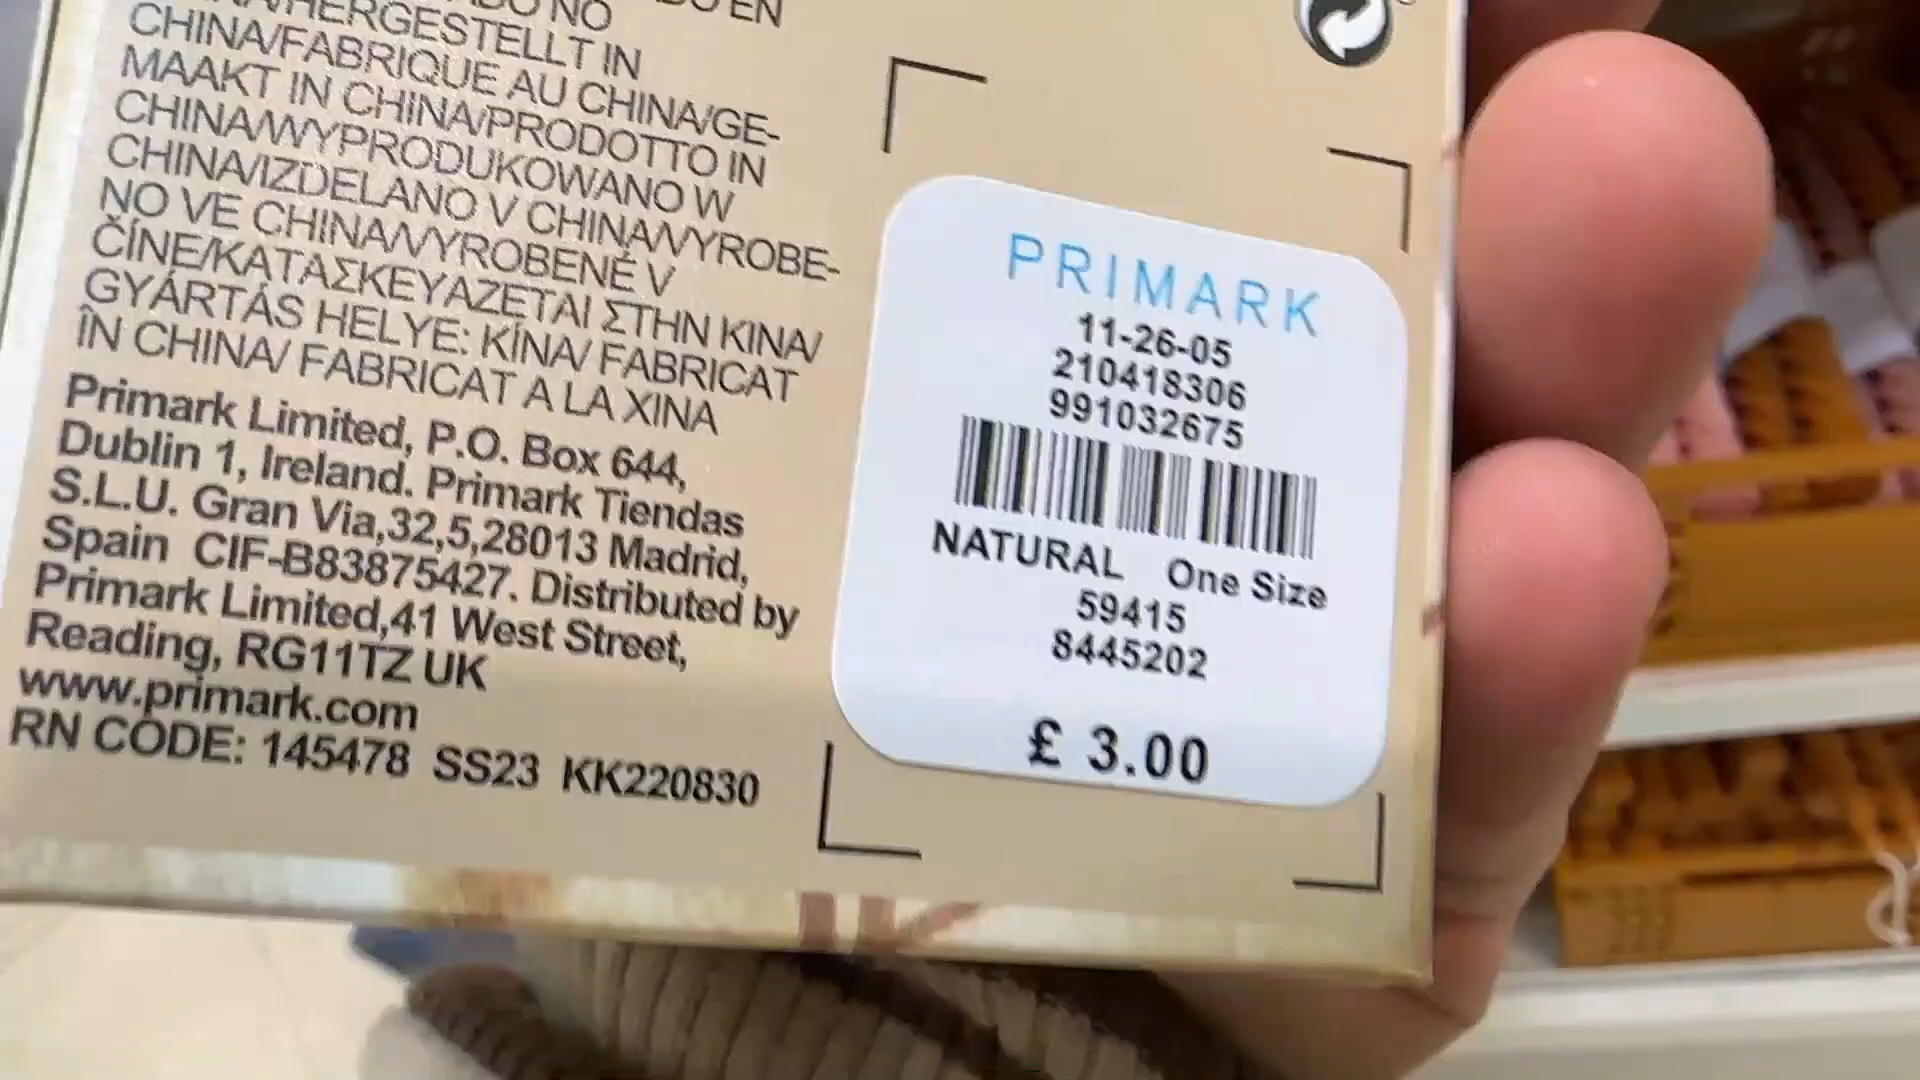 NO
EN
HERGESTELLT IN
CHINA/FABRIQUE AU CHINA/GE-
MAAKT IN CHINA/PRODOTTO IN
CHINA/WYPRODUKOWANO W
CHINA/IZDELANO V CHINA/VYROBE-
NO VE CHINA/VYROBENÉ V
ČÍNE/ΚΑΤΑΣΚΕΥΑΖΕΤΑΙ ΣΤΗΝ ΚΙΝΑ/
GYÁRTÁS HELYE: KÍNA/ FABRICAT
ÎN CHINA/ FABRICAT A LA XINA
Primark Limited, P.O. Box 644,
Dublin 1, Ireland. Primark Tiendas
S.L.U. Gran Via,32,5,28013 Madrid,
Spain CIF-B83875427. Distributed by
Primark Limited,41 West Street,
Reading, RG11TZ UK
www.primark.com
RN CODE: 145478 SS23 KK220830
PRIMARK
11-26-05
210418306
991032675
NATURAL One Size
59415
8445202
£ 3.00